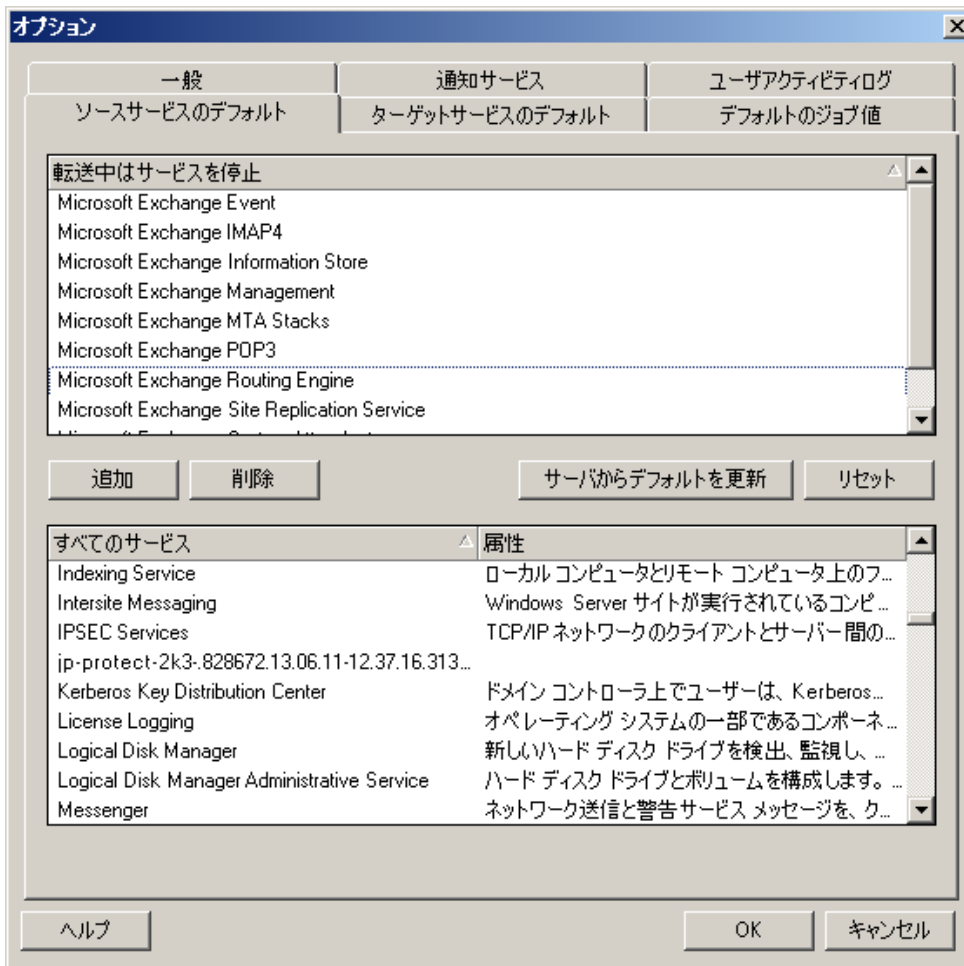 オプション
一般 通知サービス ユーザアクティビティログ
ソースサービスのデフォルト ターゲットサービスのデフォルト デフォルトのジョブ値
転送中はサービスを停止
Microsoft Exchange Event
Microsoft Exchange IMAP4
Microsoft Exchange Information Store
Microsoft Exchange Management
Microsoft Exchange MTA Stacks
Microsoft Exchange POP3
Microsoft Exchange Routing Engine
Microsoft Exchange Site Replication Service
追加 削除 サーバからデフォルトを更新 リセット
すべてのサービス 属性
Indexing Service ローカル コンピュータとリモート コンピュータ上のフ...
Intersite Messaging Windows Server サイトが実行されているコンピ...
IPSEC Services TCP/IP ネットワークのクライアントとサーバー間の...
jp-protect-2k3-.828672.13.06.11-12.37.16.313...
Kerberos Key Distribution Center ドメイン コントローラ上でユーザーは、Kerberos...
License Logging オペレーティング システムの一部であるコンポーネ...
Logical Disk Manager 新しいハード ディスク ドライブを検出、監視し、...
Logical Disk Manager Administrative Service ハード ディスク ドライブとボリュームを構成します。...
Messenger ネットワーク送信と警告サービス メッセージを、ク...
ヘルプ OK キャンセル